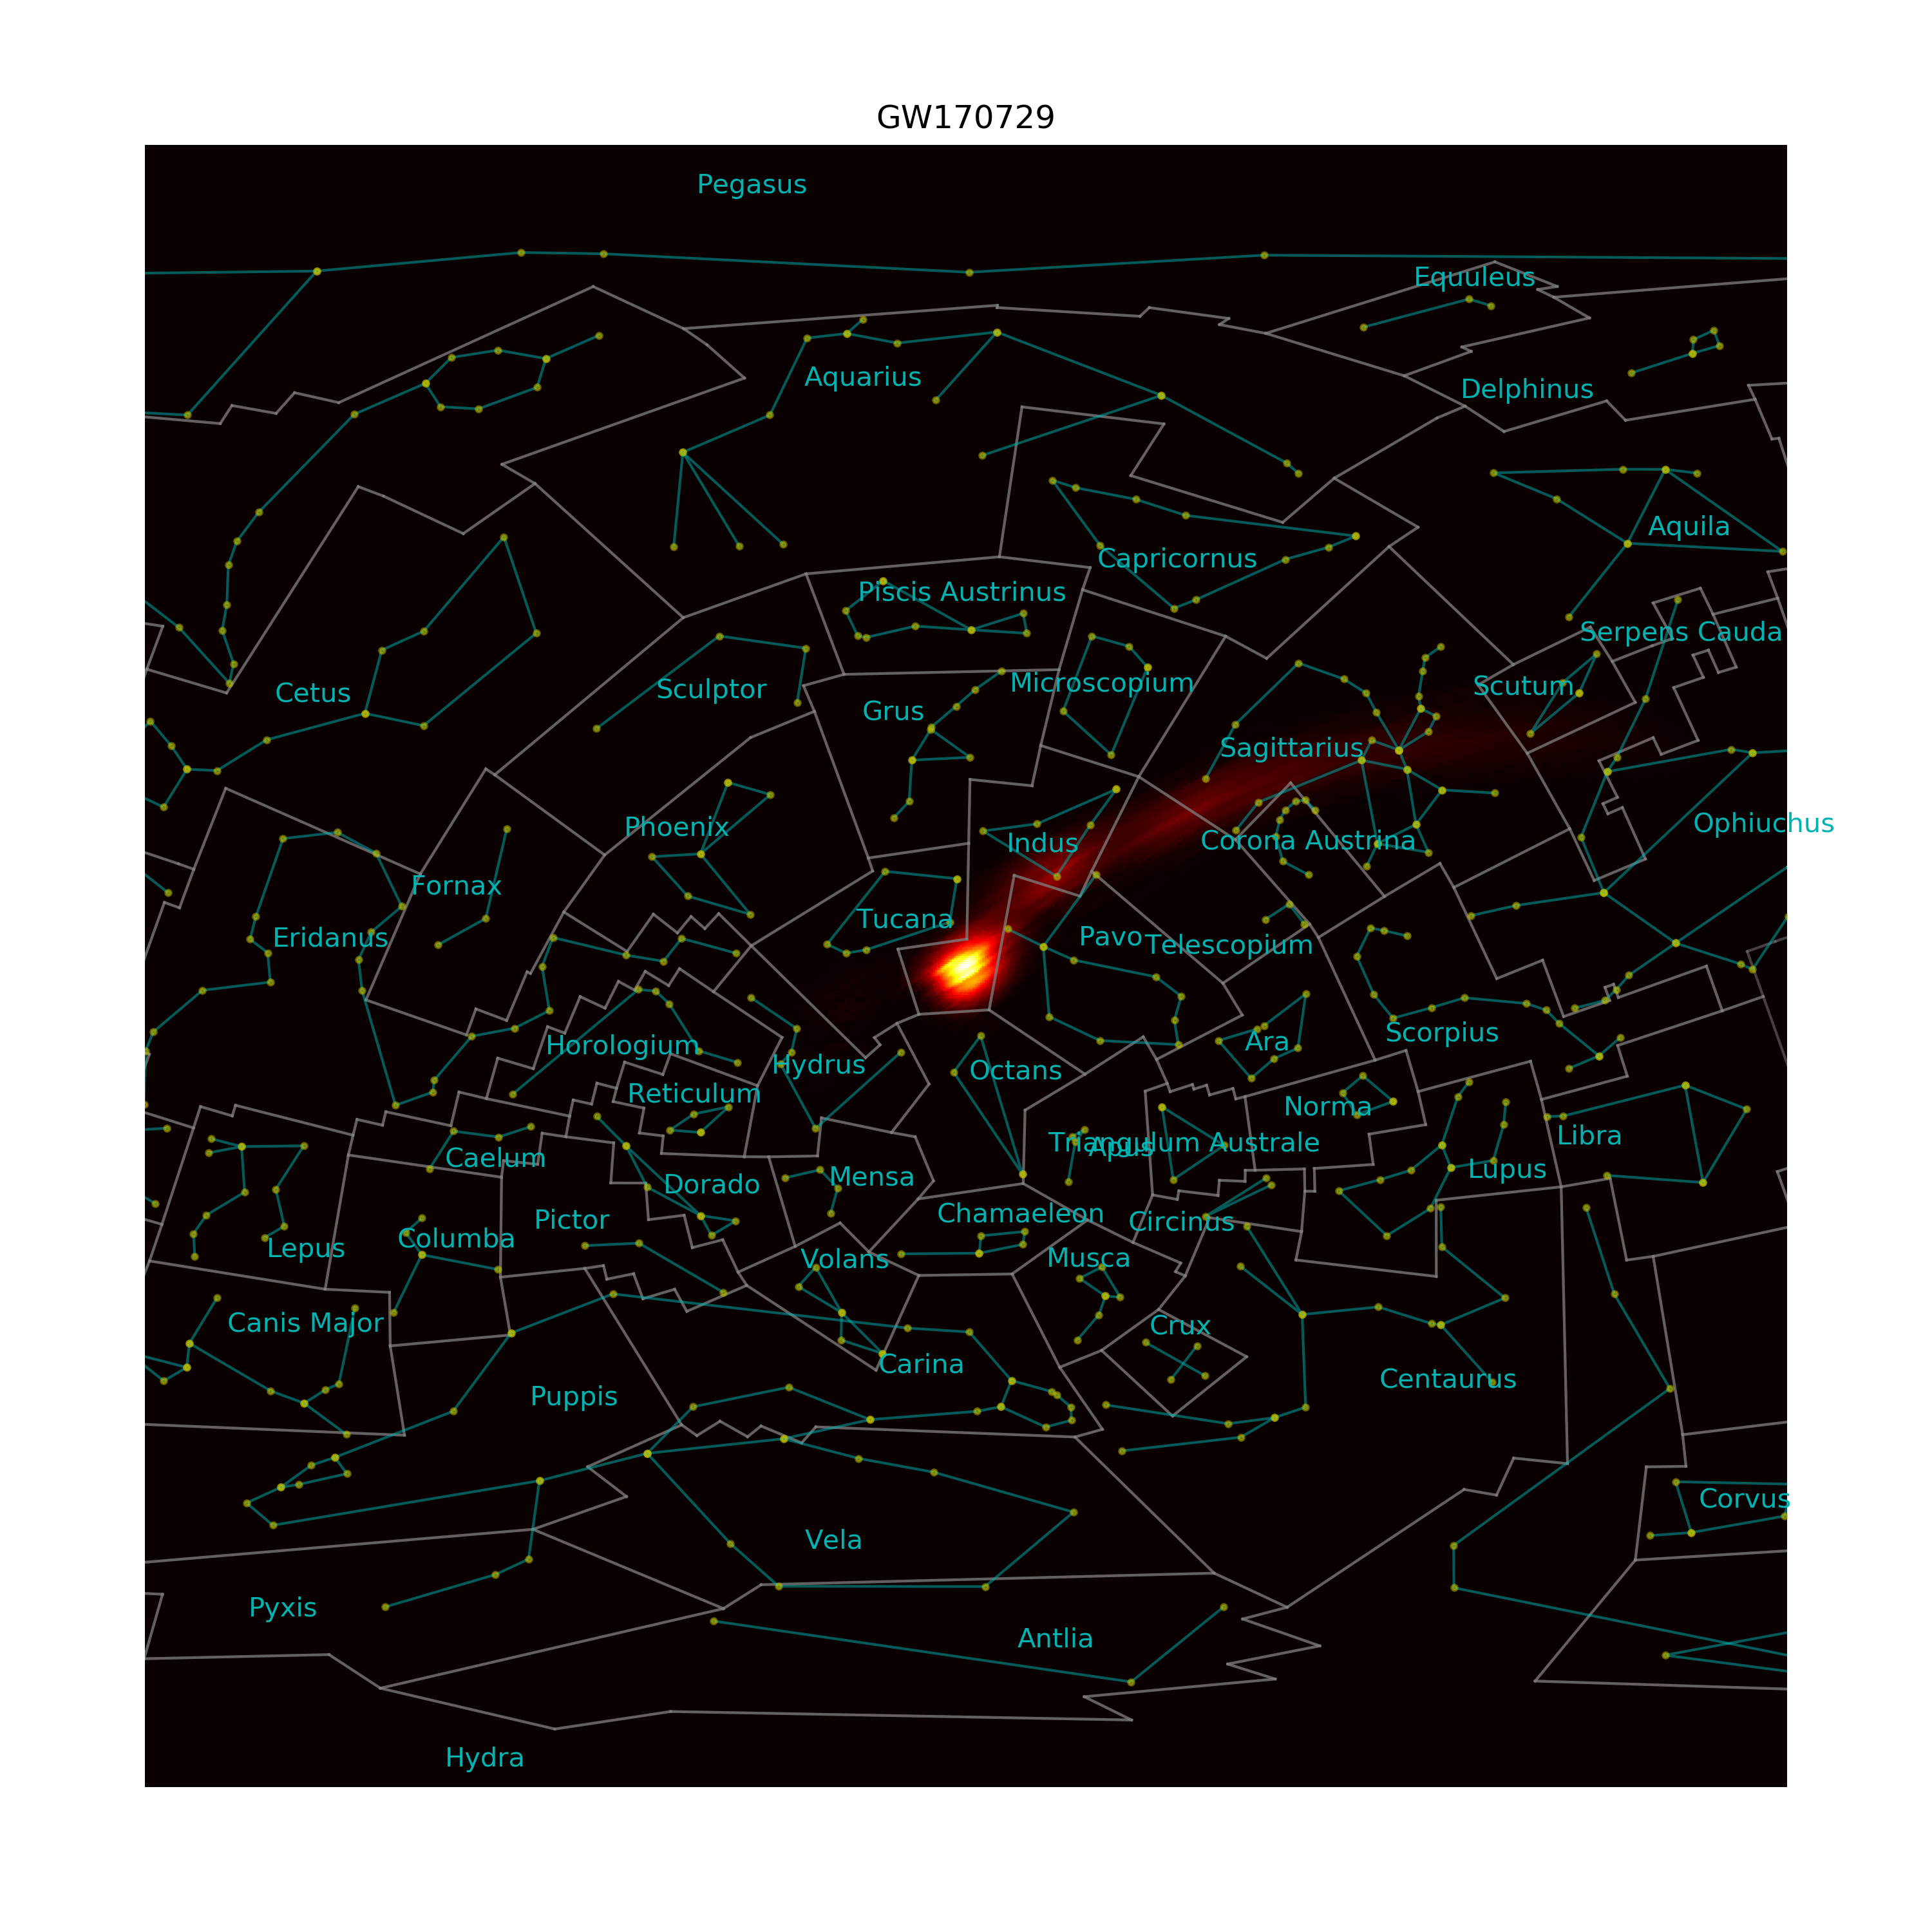 GW170729
Pegasus
Equuleus
Aquarius
Delphinus
Aquila
Capricornus
Piscis Austrinus
Serpens Cauda
Microscopium
Scutum
Sculptor
Cetus
Grus
Sagittarius
Ophiuchus
Phoenix
Corona Austrina
Indus
Fornax
Tucana
Pavo
Eridanus
Telescopium
Scorpius
Ara
Horologium
Hydrus
Octans
Reticulum
Norma
Libra
Triangulum Australe
Apus
Caelum
Lupus
Mensa
Dorado
Chamaeleon
Pictor
Circinus
Columba
Lepus
Volans
Musca
Canis Major
Crux
Carina
Centaurus
Puppis
Corvus
Vela
Pyxis
Antlia
Hydra